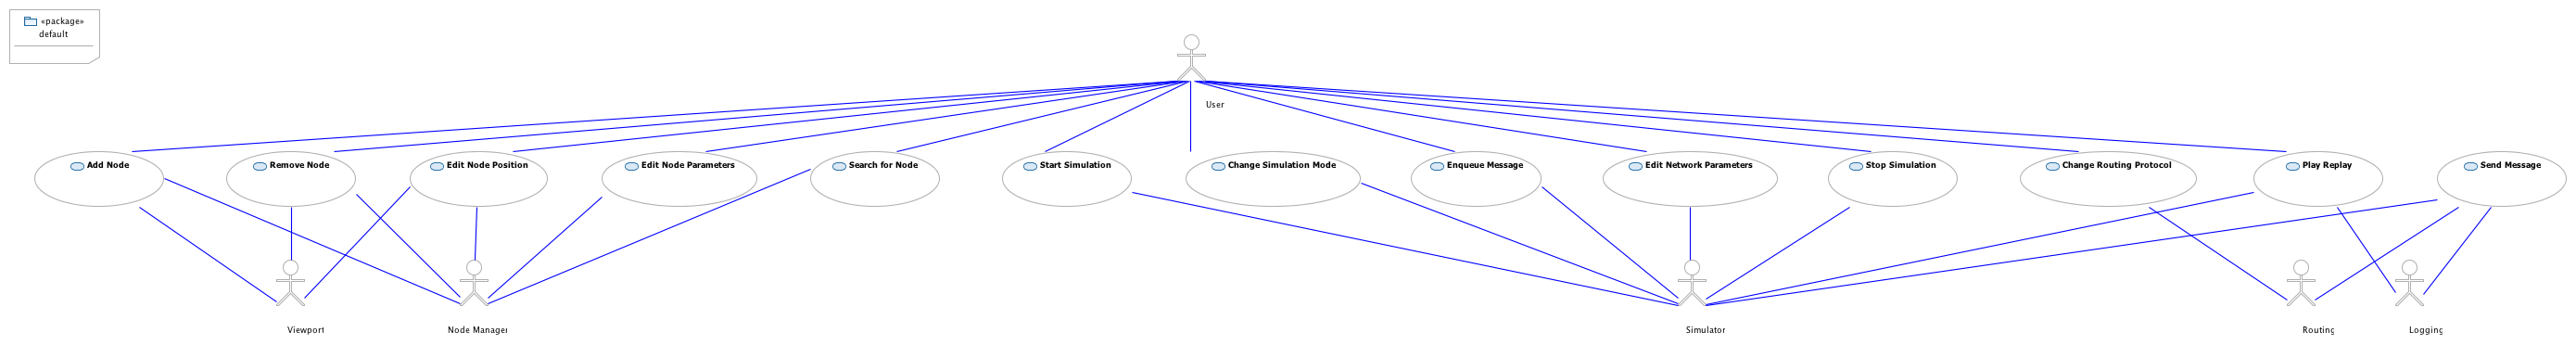 «package»
default
User
Add Node
Remove Node
Edit Node Position
Edit Node Parameters
Search for Node
Start Simulation
Change Simulation Mode
Enqueue Message
Edit Network Parameters
Stop Simulation
Change Routing Protocol
Play Replay
Send Message
Viewport
Node Manager
Simulator
Routing
Logging